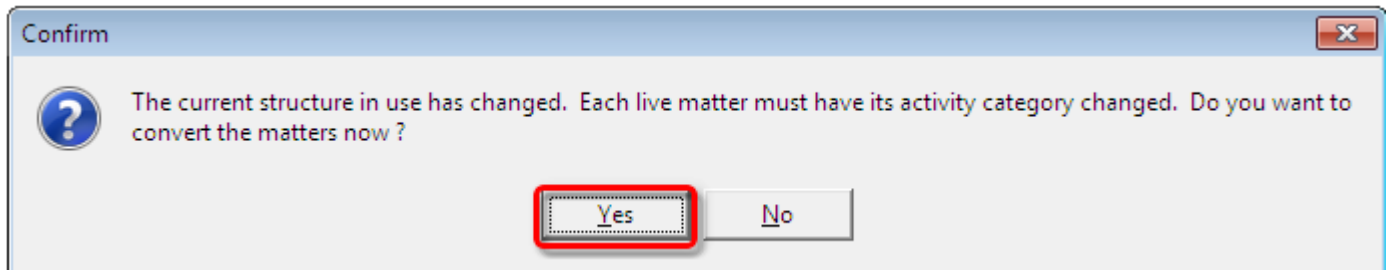 Confirm
The current structure in use has changed.  Each live matter must have its activity category changed.  Do you want to
convert the matters now ?
Yes No